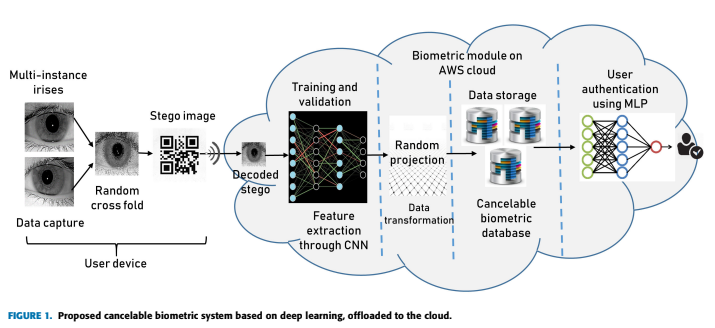 Multi-instance
irises
Data capture
Random
cross fold
Stego image
User device
Decoded
stego
Biometric module on
AWS cloud
Training and
validation
Feature
extraction
through CNN
Random
projection
Data
transformation
Data storage
Cancelable
biometric
database
User
authentication
using MLP
FIGURE 1. Proposed cancelable biometric system based on deep learning, offloaded to the cloud.